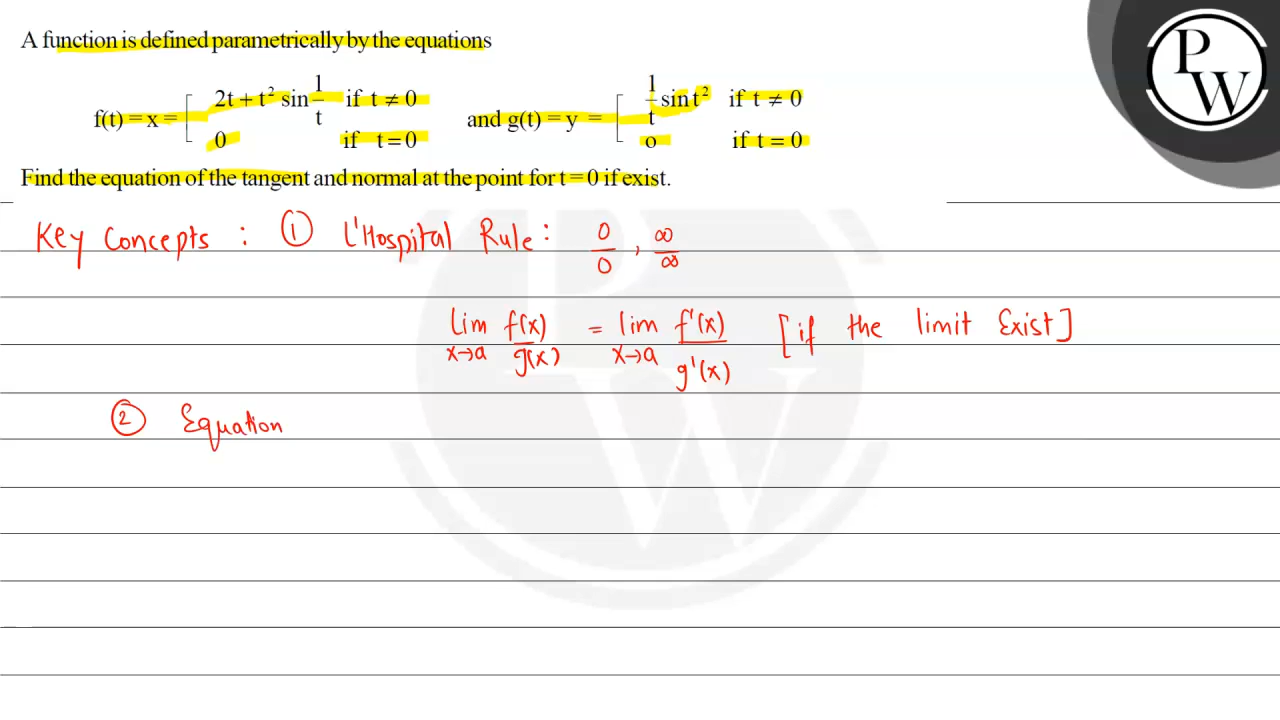 A function is defined parametrically by the equations
f(t) = x = [ 2t + t² sin 1/t if t ≠ 0 and g(t) = y = [ 1/t sin t² if t ≠ 0
0 if t = 0 o if t = 0
Find the equation of the tangent and normal at the point for t = 0 if exist.
Key Concepts : ① L'Hospital Rule : 0/0 , ∞/∞
lim x→a f(x)/g(x) = lim x→a f'(x)/g'(x) [if the limit Exist]
② Equation
PW